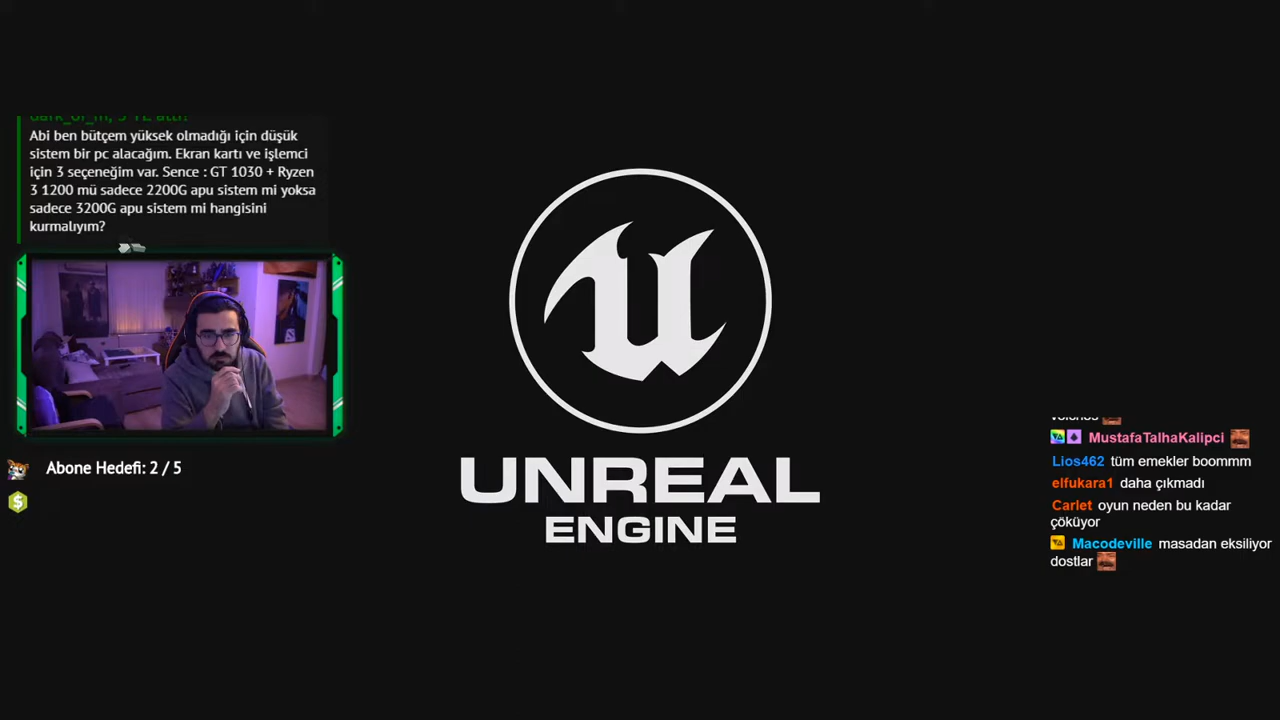 Abi ben bütçem yüksek olmadığı için düşük
sistem bir pc alacağım. Ekran kartı ve işlemci
için 3 seçeneğim var. Sence : GT 1030 + Ryzen
3 1200 mü sadece 2200G apu sistem mi yoksa
sadece 3200G apu sistem mi hangisini
kurmalıyım?
Abone Hedefi: 2 / 5
UNREAL
ENGINE
MustafaTalhaKalipci
Lios462 tüm emekler boommm
elfukara1 daha çıkmadı
Carlet oyun neden bu kadar
çöküyor
Macodeville masadan eksiliyor
dostlar